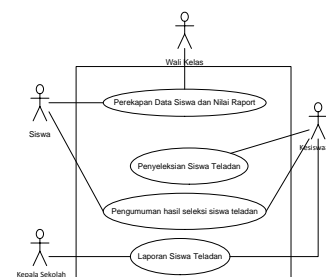 Wali Kelas
Perekapan Data Siswa dan Nilai Raport
Siswa
Kesiswa
Penyeleksian Siswa Teladan
Pengumuman hasil seleksi siswa teladan
Laporan Siswa Teladan
Kepala Sekolah